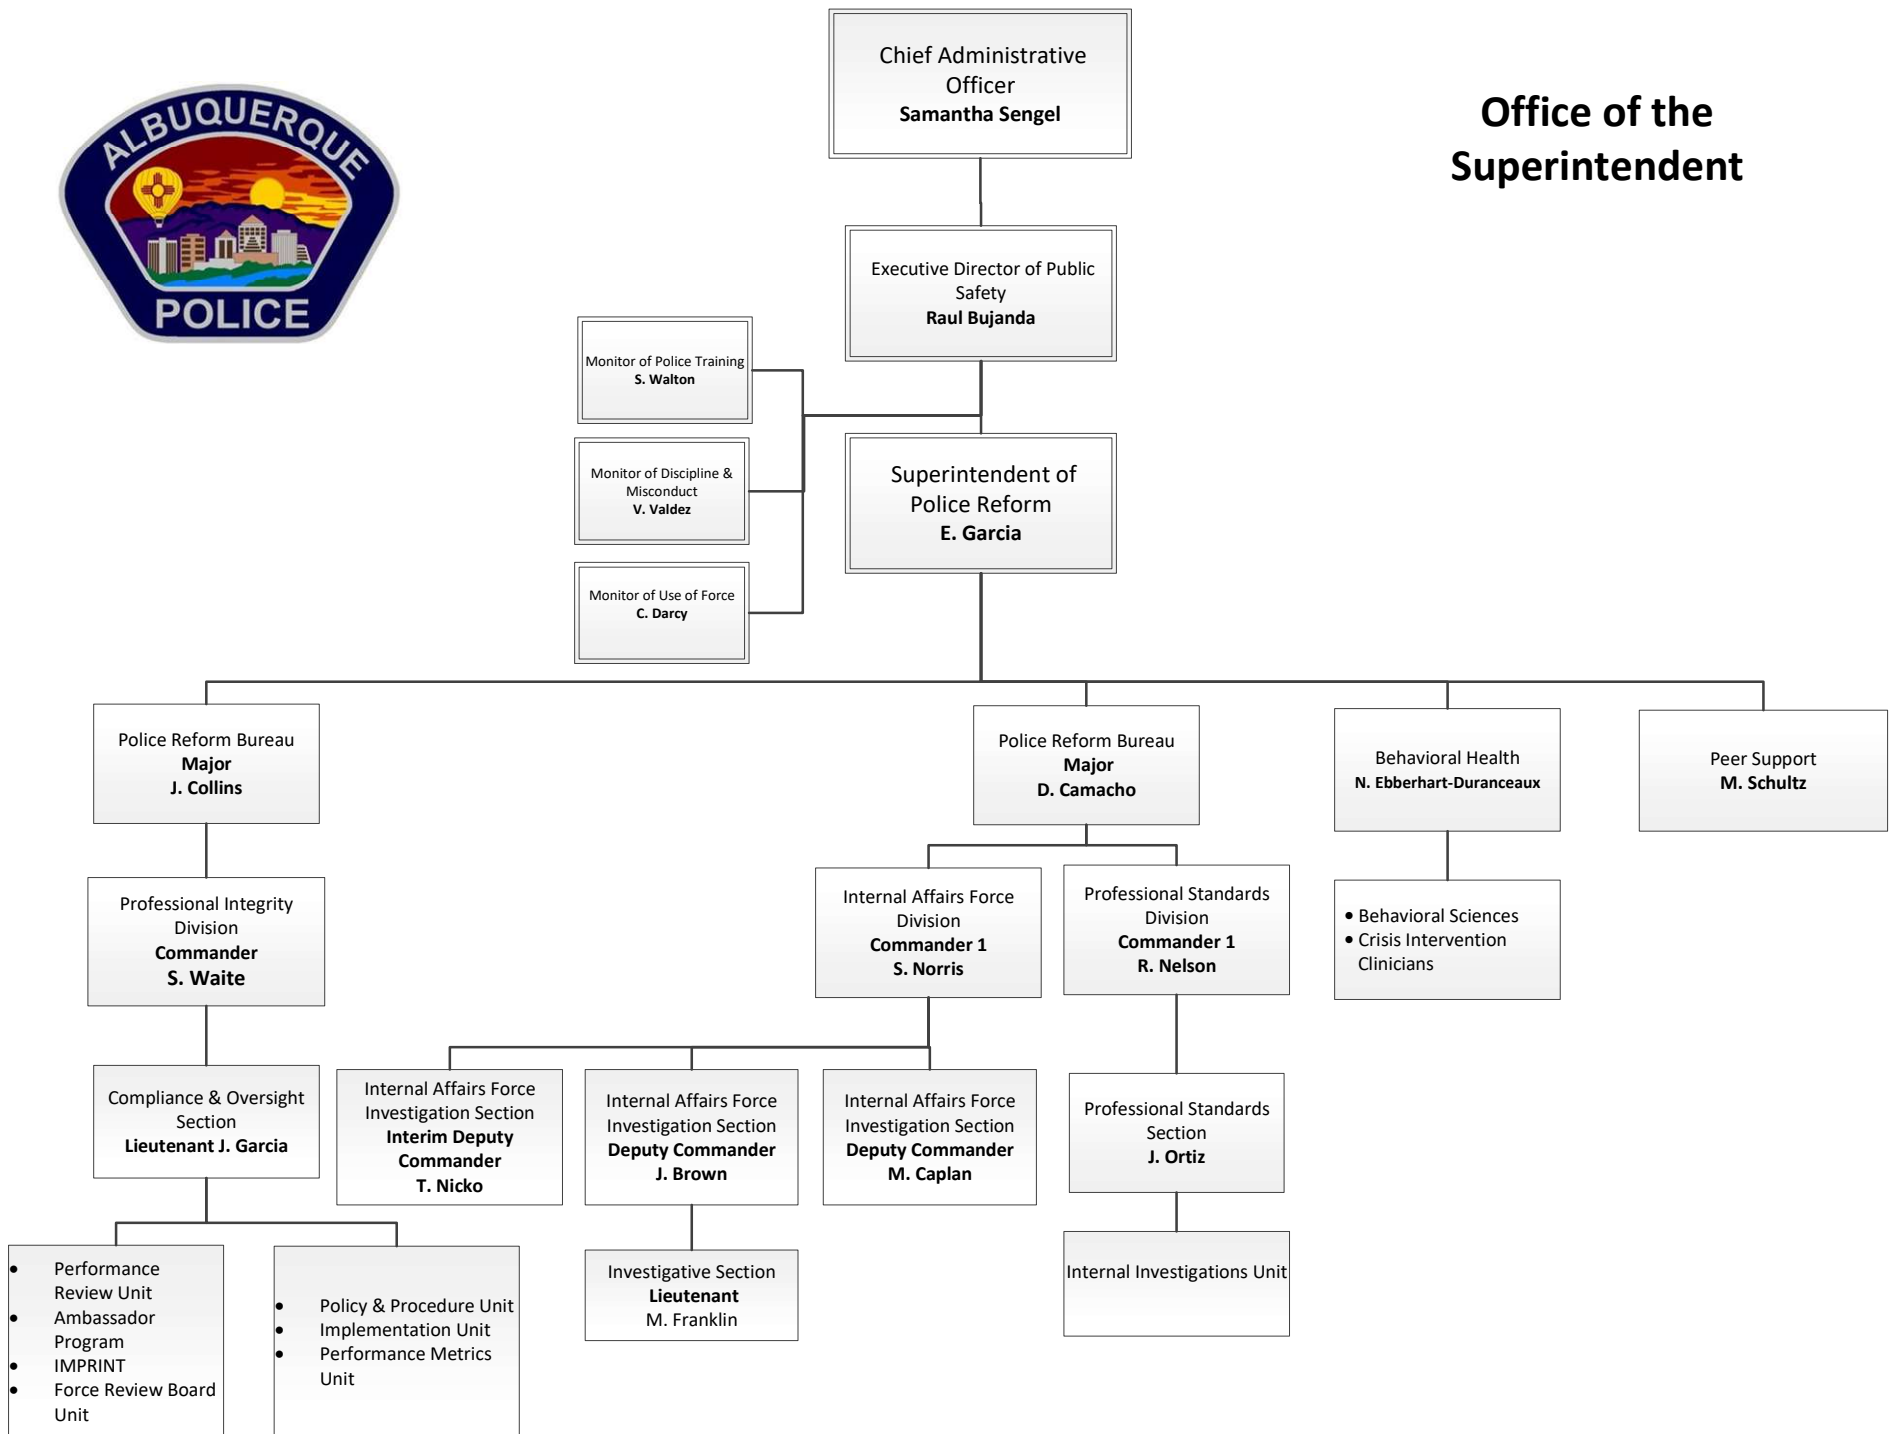 Chief Administrative
Officer
Samantha Sengel
Office of the
Superintendent
ALBUQUERQUE
POLICE
Executive Director of Public
Safety
Raul Bujanda
Monitor of Police Training
S. Walton
Monitor of Discipline &
Misconduct
V. Valdez
Monitor of Use of Force
C. Darcy
Superintendent of
Police Reform
E. Garcia
Police Reform Bureau
Major
J. Collins
Police Reform Bureau
Major
D. Camacho
Behavioral Health
N. Ebberhart-Duranceaux
Peer Support
M. Schultz
Professional Integrity
Division
Commander
S. Waite
Internal Affairs Force
Division
Commander 1
S. Norris
Professional Standards
Division
Commander 1
R. Nelson
• Behavioral Sciences
• Crisis Intervention
Clinicians
Compliance & Oversight
Section
Lieutenant J. Garcia
Internal Affairs Force
Investigation Section
Interim Deputy
Commander
T. Nicko
Internal Affairs Force
Investigation Section
Deputy Commander
J. Brown
Internal Affairs Force
Investigation Section
Deputy Commander
M. Caplan
Professional Standards
Section
J. Ortiz
• Performance
Review Unit
• Ambassador
Program
• IMPRINT
• Force Review Board
Unit
• Policy & Procedure Unit
• Implementation Unit
• Performance Metrics
Unit
Investigative Section
Lieutenant
M. Franklin
Internal Investigations Unit